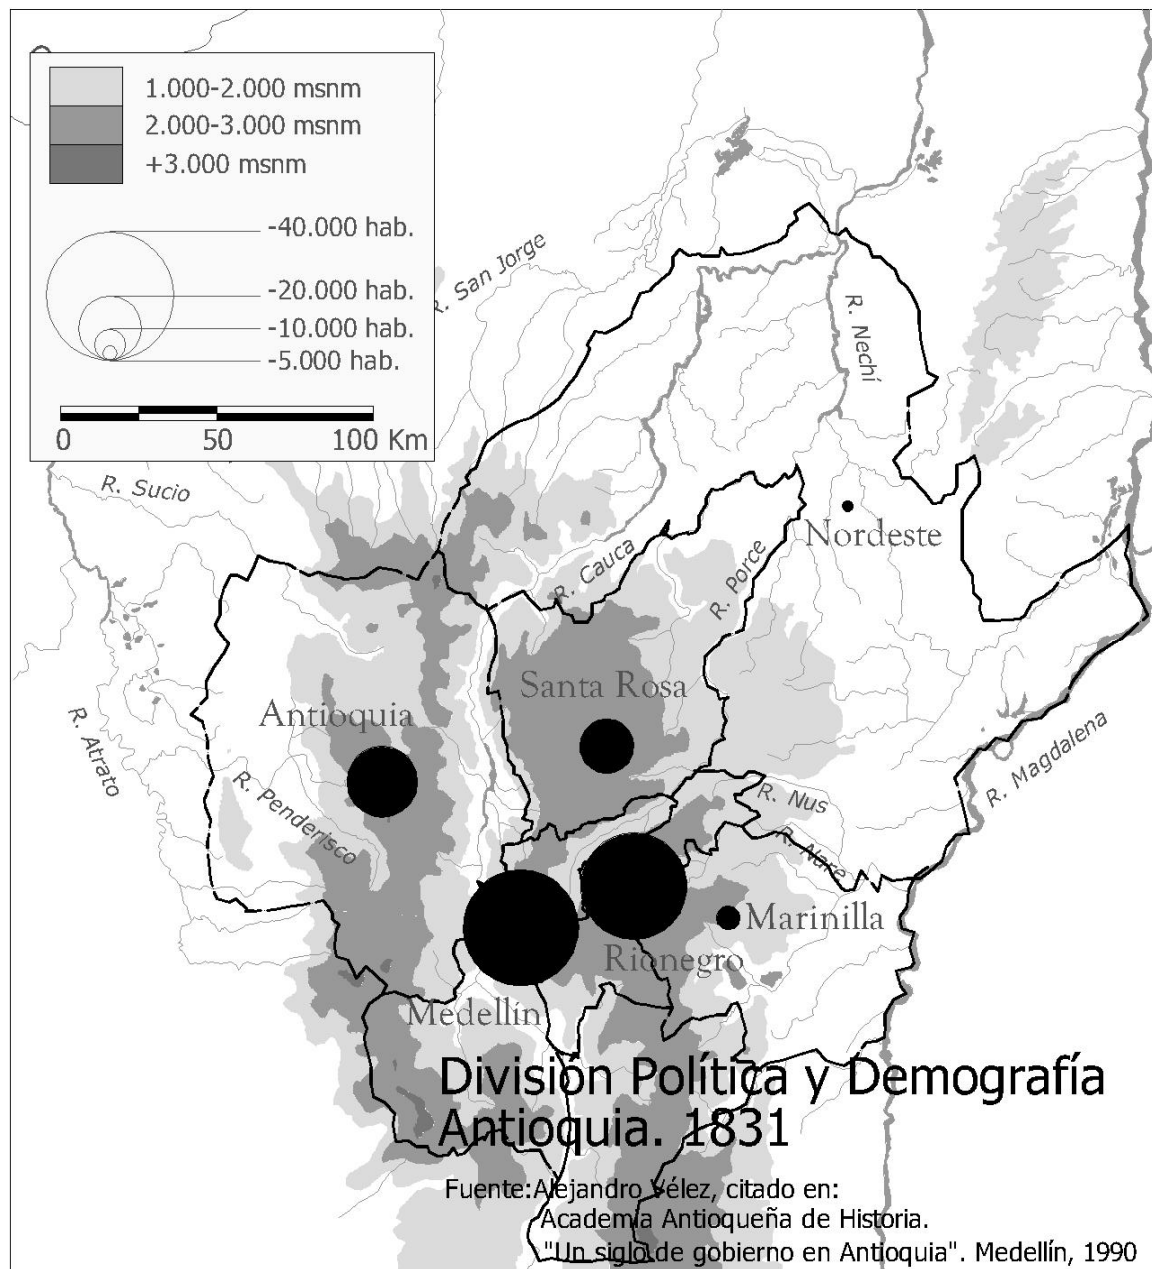 1.000-2.000 msnm
2.000-3.000 msnm
+3.000 msnm
-40.000 hab.
-20.000 hab.
-10.000 hab.
-5.000 hab.
0 50 100 Km
R. San Jorge
R. Nechí
R. Sucio
Nordeste
R. Cauca
R. Porce
Santa Rosa
Antioquia
R. Atrato
R. Magdalena
R. Penderisco
R. Nus
R. Nare
Marinilla
Rionegro
Medellín
División Política y Demografía
Antioquia. 1831
Fuente:Alejandro Vélez, citado en:
Academia Antioqueña de Historia.
"Un siglo de gobierno en Antioquia". Medellín, 1990